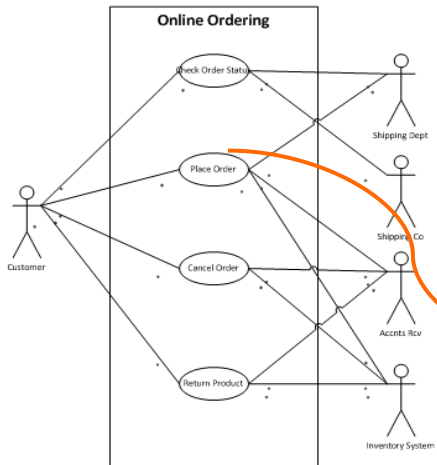 Online Ordering
Check Order Status
Shipping Dept
Place Order
Shipping Co
Customer
Cancel Order
Accnts Rcv
Return Product
Inventory System